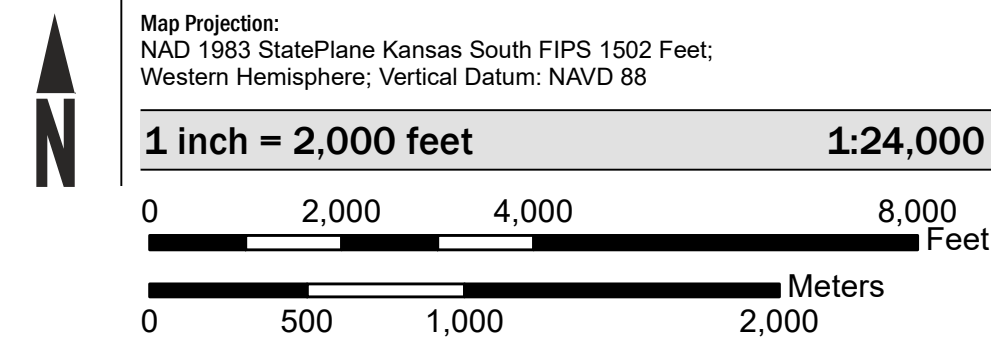 N
Map Projection:
NAD 1983 StatePlane Kansas South FIPS 1502 Feet;
Western Hemisphere; Vertical Datum: NAVD 88
1 inch = 2,000 feet 1:24,000
0 2,000 4,000 8,000
Feet
Meters
0 500 1,000 2,000